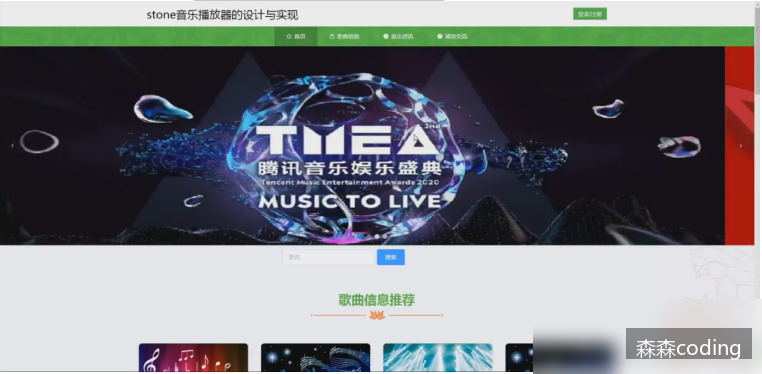 stone音乐播放器的设计与实现
登录/注册
首页
歌曲信息
音乐资讯
留言交流
2nd
TMEA
腾讯音乐娱乐盛典
Tencent Music Entertainment Awards 2020
MUSIC TO LIVE
搜索
歌曲信息推荐
森森coding